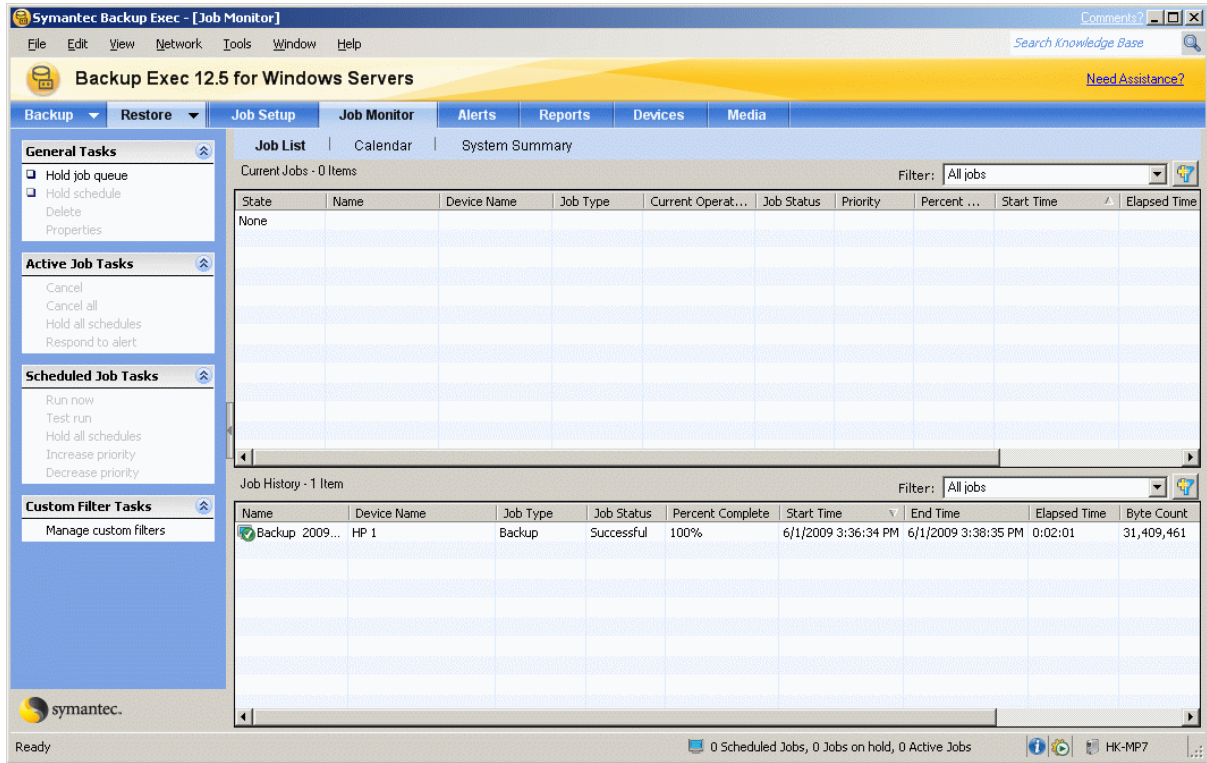 Symantec Backup Exec - [Job Monitor]
Comments?
File Edit View Network Tools Window Help
Search Knowledge Base
Backup Exec 12.5 for Windows Servers
Need Assistance?
Backup Restore Job Setup Job Monitor Alerts Reports Devices Media
General Tasks
Hold job queue
Hold schedule
Delete
Properties
Active Job Tasks
Cancel
Cancel all
Hold all schedules
Respond to alert
Scheduled Job Tasks
Run now
Test run
Hold all schedules
Increase priority
Decrease priority
Custom Filter Tasks
Manage custom filters
symantec.
Job List Calendar System Summary
Current Jobs - 0 Items
Filter: All jobs
State Name Device Name Job Type Current Operat... Job Status Priority Percent ... Start Time Elapsed Time
None
Job History - 1 Item
Filter: All jobs
Name Device Name Job Type Job Status Percent Complete Start Time End Time Elapsed Time Byte Count
Backup 2009... HP 1 Backup Successful 100% 6/1/2009 3:36:34 PM 6/1/2009 3:38:35 PM 0:02:01 31,409,461
Ready
0 Scheduled Jobs, 0 Jobs on hold, 0 Active Jobs
HK-MP7